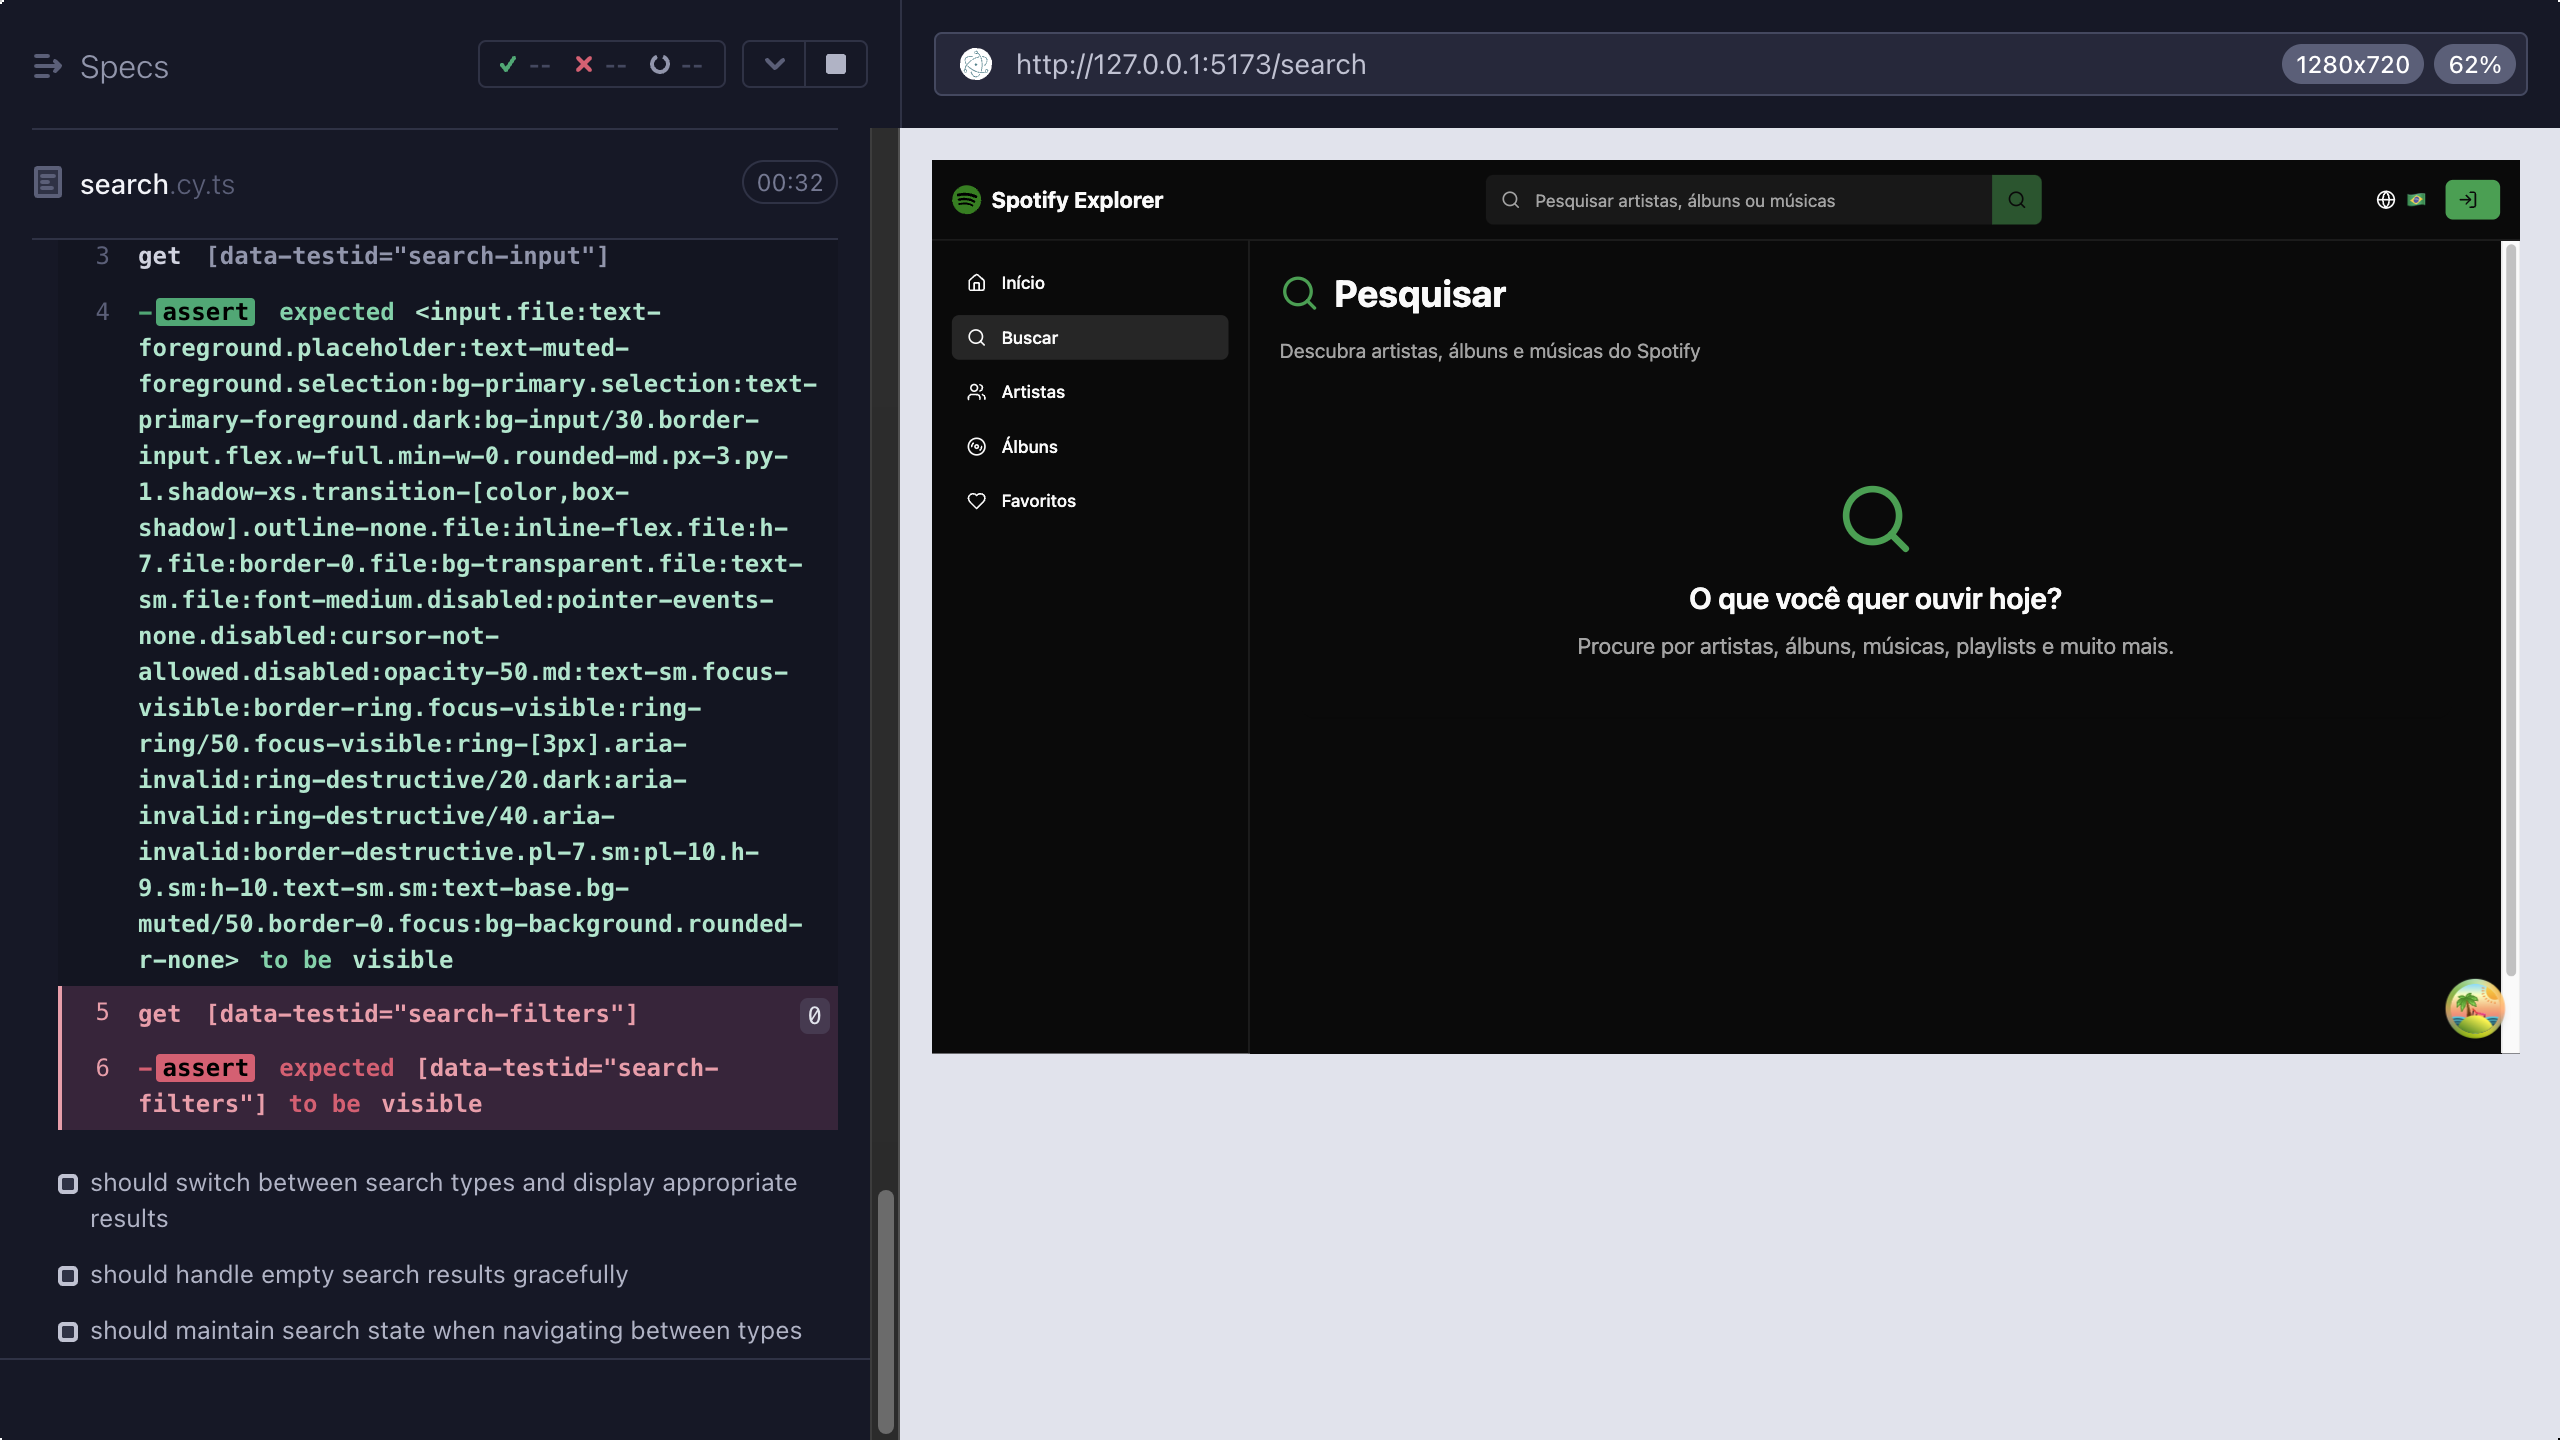 Specs
-- -- --
search.cy.ts
00:32
3 get [data-testid="search-input"]
4 -assert expected <input.file:text-
foreground.placeholder:text-muted-
foreground.selection:bg-primary.selection:text-
primary-foreground.dark:bg-input/30.border-
input.flex.w-full.min-w-0.rounded-md.px-3.py-
1.shadow-xs.transition-[color,box-
shadow].outline-none.file:inline-flex.file:h-
7.file:border-0.file:bg-transparent.file:text-
sm.file:font-medium.disabled:pointer-events-
none.disabled:cursor-not-
allowed.disabled:opacity-50.md:text-sm.focus-
visible:border-ring.focus-visible:ring-
ring/50.focus-visible:ring-[3px].aria-
invalid:ring-destructive/20.dark:aria-
invalid:ring-destructive/40.aria-
invalid:border-destructive.pl-7.sm:pl-10.h-
9.sm:h-10.text-sm.sm:text-base.bg-
muted/50.border-0.focus:bg-background.rounded-
r-none> to be visible
5 get [data-testid="search-filters"] 0
6 -assert expected [data-testid="search-
filters"] to be visible
should switch between search types and display appropriate
results
should handle empty search results gracefully
should maintain search state when navigating between types
http://127.0.0.1:5173/search
1280x720
62%
Spotify Explorer
Pesquisar artistas, álbuns ou músicas
Início
Buscar
Artistas
Álbuns
Favoritos
Pesquisar
Descubra artistas, álbuns e músicas do Spotify
O que você quer ouvir hoje?
Procure por artistas, álbuns, músicas, playlists e muito mais.